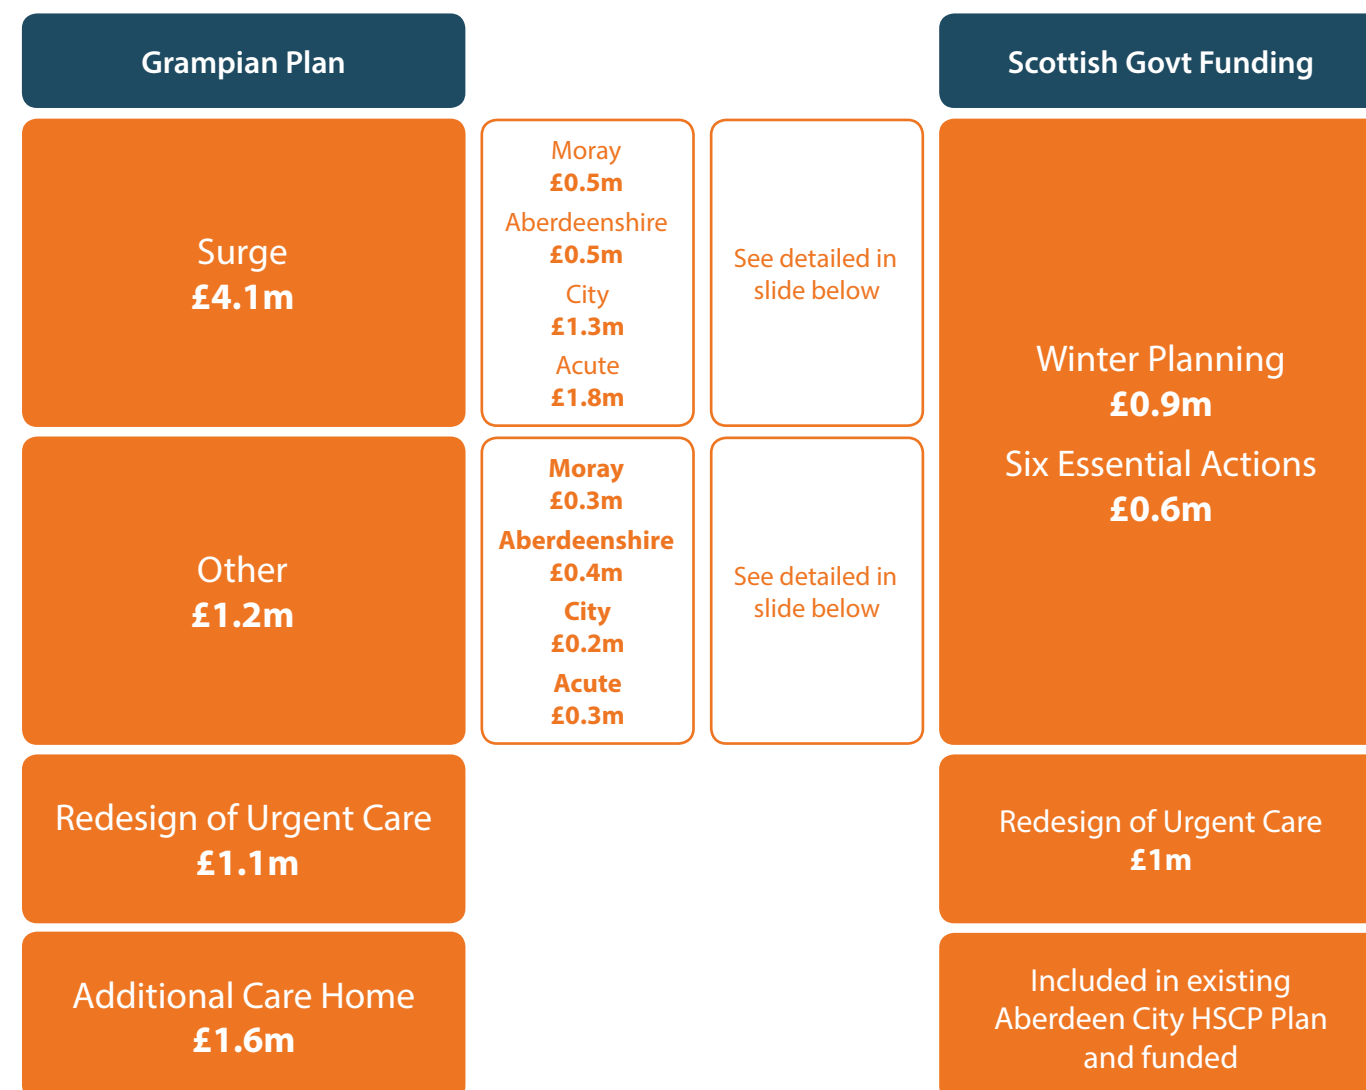 Grampian Plan
Scottish Govt Funding
Surge
£4.1m
Moray
£0.5m
Aberdeenshire
£0.5m
City
£1.3m
Acute
£1.8m
See detailed in
slide below
Winter Planning
£0.9m
Six Essential Actions
£0.6m
Other
£1.2m
Moray
£0.3m
Aberdeenshire
£0.4m
City
£0.2m
Acute
£0.3m
See detailed in
slide below
Redesign of Urgent Care
£1.1m
Redesign of Urgent Care
£1m
Additional Care Home
£1.6m
Included in existing
Aberdeen City HSCP Plan
and funded